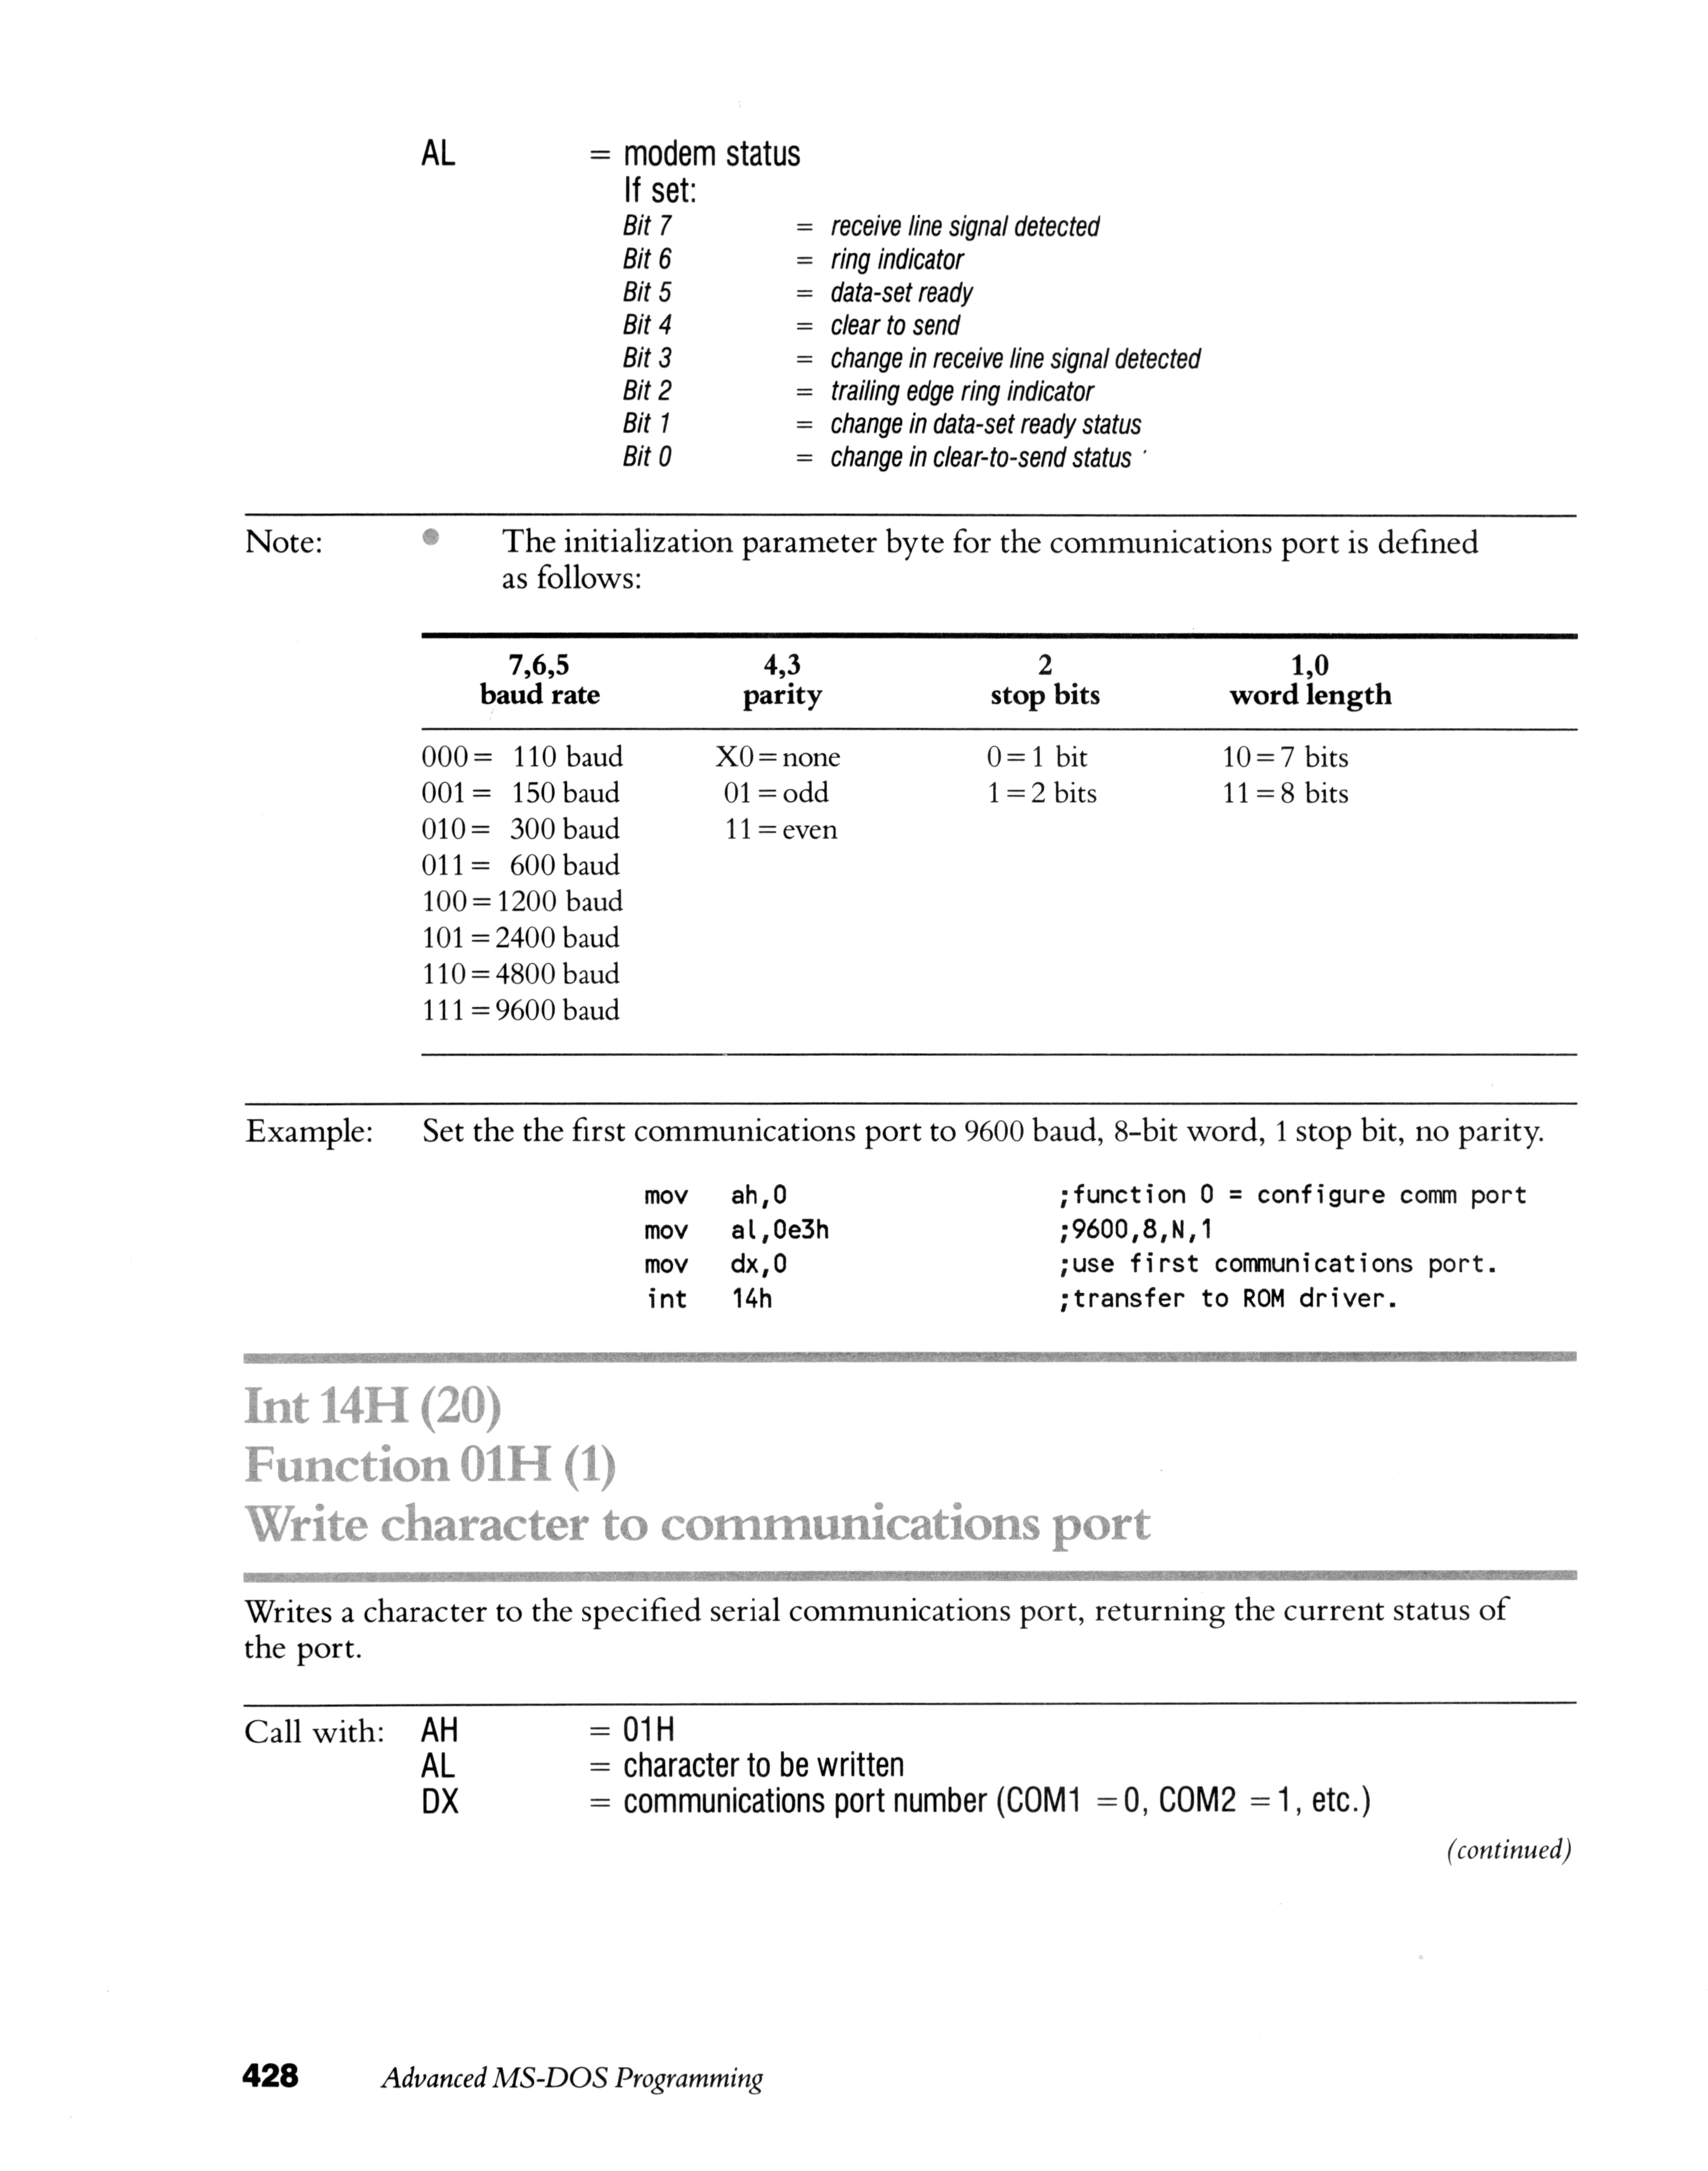 AL = modem status
If set:
Bit 7 = receive line signal detected
Bit 6 = ring indicator
Bit 5 = data-set ready
Bit 4 = clear to send
Bit 3 = change in receive line signal detected
Bit 2 = trailing edge ring indicator
Bit 1 = change in data-set ready status
Bit 0 = change in clear-to-send status
Note: • The initialization parameter byte for the communications port is defined
as follows:
7,6,5 4,3 2 1,0
baud rate parity stop bits word length
000 = 110 baud X0 = none 0 = 1 bit 10 = 7 bits
001 = 150 baud 01 = odd 1 = 2 bits 11 = 8 bits
010 = 300 baud 11 = even
011 = 600 baud
100 = 1200 baud
101 = 2400 baud
110 = 4800 baud
111 = 9600 baud
Example: Set the the first communications port to 9600 baud, 8-bit word, 1 stop bit, no parity.
mov ah,0 ;function 0 = configure comm port
mov al,0e3h ;9600,8,N,1
mov dx,0 ;use first communications port.
int 14h ;transfer to ROM driver.
Int 14H (20)
Function 01H (1)
Write character to communications port
Writes a character to the specified serial communications port, returning the current status of
the port.
Call with: AH = 01H
AL = character to be written
DX = communications port number (COM1 = 0, COM2 = 1, etc.)
(continued)
428 Advanced MS-DOS Programming